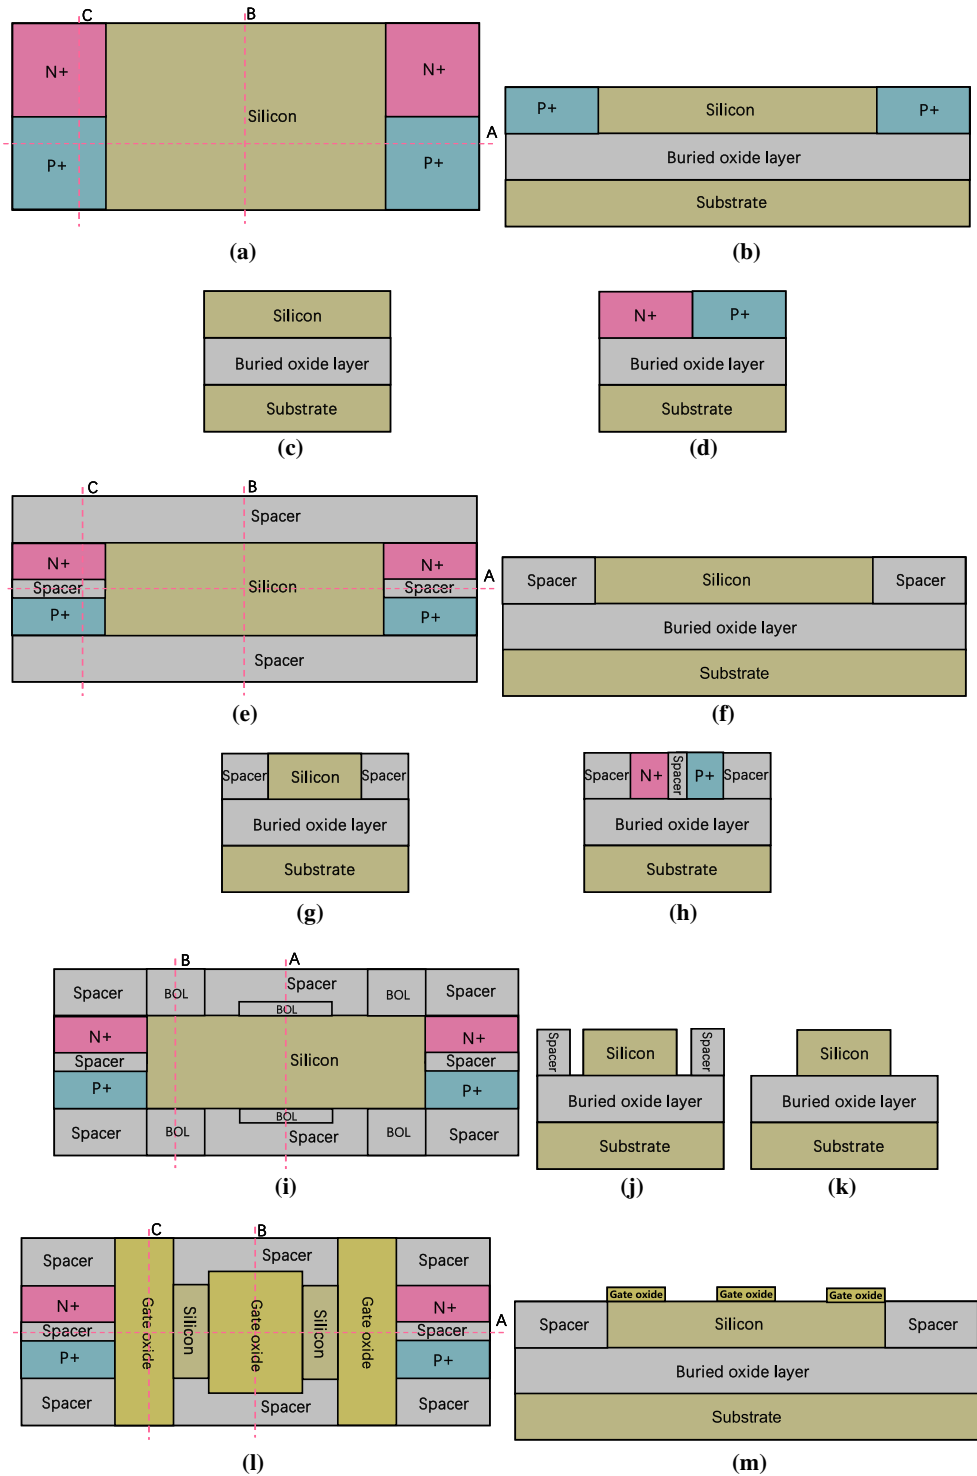 C B
N+ N+
Silicon
A
P+ P+
(a)
P+ Silicon P+
Buried oxide layer
Substrate
(b)
Silicon
Buried oxide layer
Substrate
(c)
N+ P+
Buried oxide layer
Substrate
(d)
C B
Spacer
N+ N+
Spacer Silicon Spacer A
P+ P+
Spacer
(e)
Spacer Silicon Spacer
Buried oxide layer
Substrate
(f)
Spacer Silicon Spacer
Buried oxide layer
Substrate
(g)
Spacer N+ Spacer P+ Spacer
Buried oxide layer
Substrate
(h)
B A
Spacer BOL Spacer BOL Spacer
BOL
N+ N+
Spacer Silicon Spacer
P+ P+
BOL
Spacer BOL Spacer BOL Spacer
(i)
Spacer Silicon Spacer
Buried oxide layer
Substrate
(j)
Silicon
Buried oxide layer
Substrate
(k)
C B
Spacer Spacer Spacer
N+ N+
Spacer Gate oxide Silicon Gate oxide Silicon Gate oxide Spacer A
P+ P+
Spacer Spacer Spacer
(l)
Gate oxide Gate oxide Gate oxide
Spacer Silicon Spacer
Buried oxide layer
Substrate
(m)